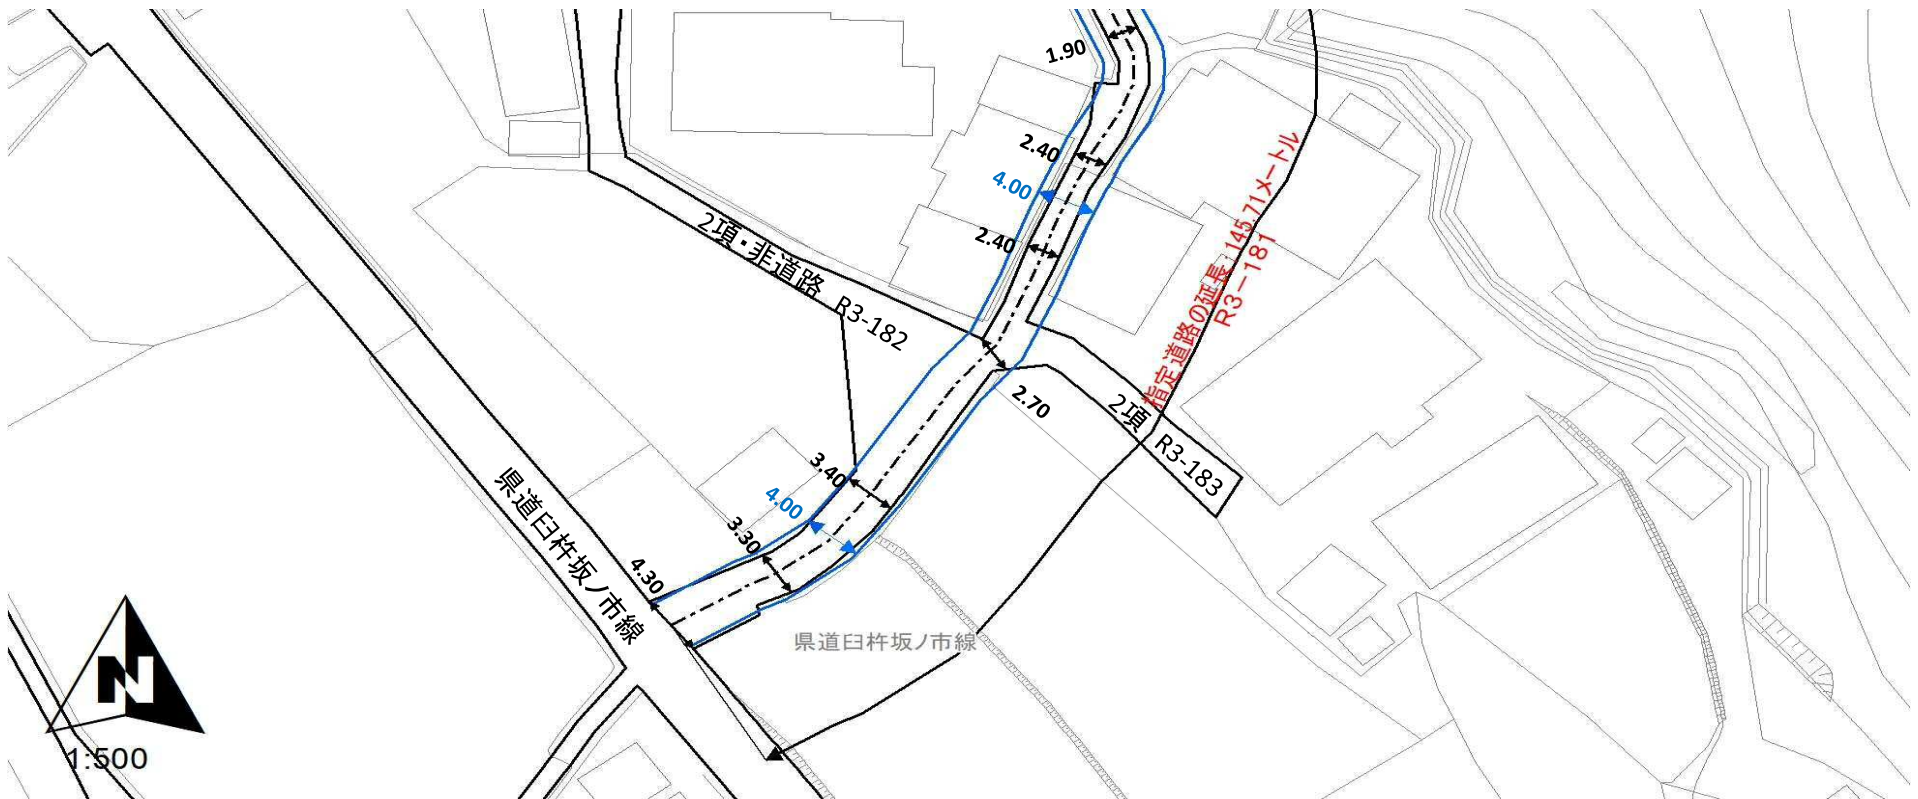 1.90
2.40
4.00
2.40
2項・非道路 R3-182
指定道路の延長 145.71メートル
R3-181
2.70
2項 R3-183
3.40
4.00
3.30
4.30
県道臼杵坂ノ市線
県道臼杵坂ノ市線
N
1:500